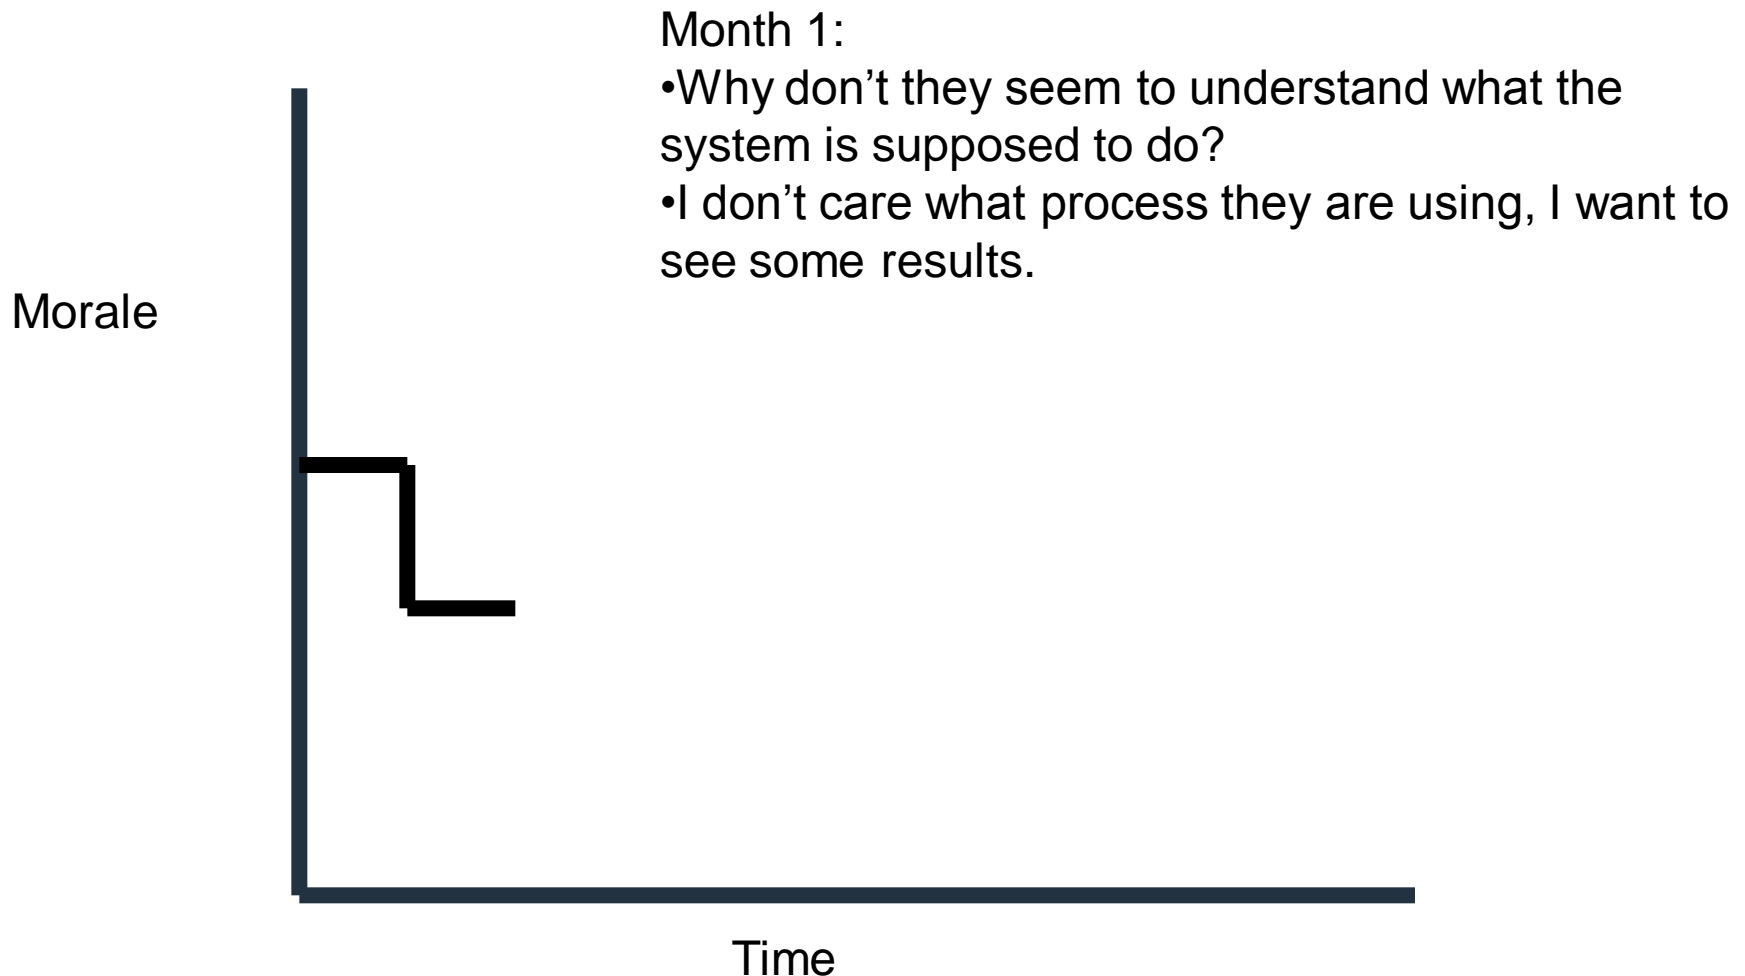 Month 1:
•Why don’t they seem to understand what the
system is supposed to do?
•I don’t care what process they are using, I want to
see some results.
Morale
Time